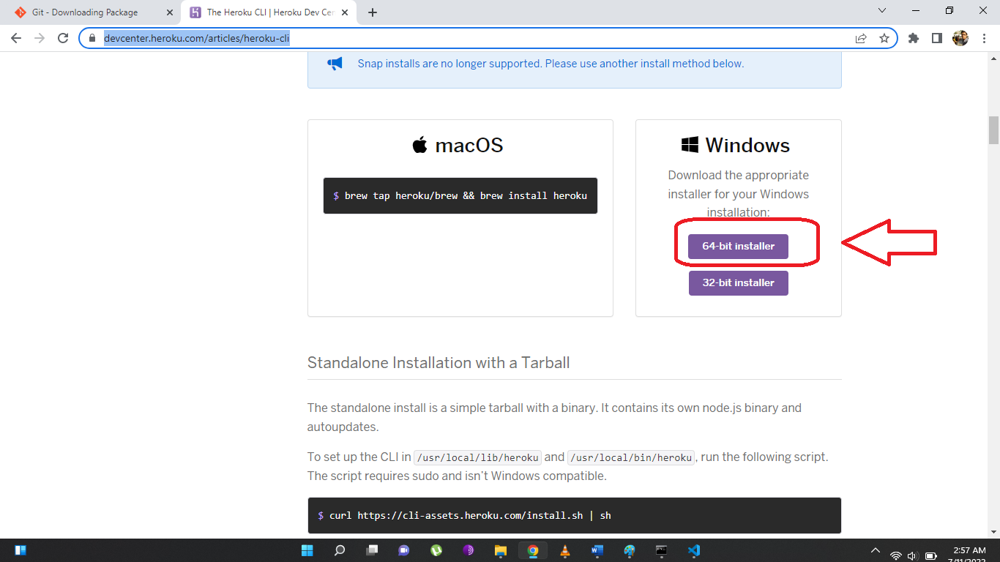 Git - Downloading Package
The Heroku CLI | Heroku Dev Cen
devcenter.heroku.com/articles/heroku-cli
Snap installs are no longer supported. Please use another install method below.
macOS
$ brew tap heroku/brew && brew install heroku
Windows
Download the appropriate
installer for your Windows
installation:
64-bit installer
32-bit installer
Standalone Installation with a Tarball
The standalone install is a simple tarball with a binary. It contains its own node.js binary and
autoupdates.
To set up the CLI in /usr/local/lib/heroku and /usr/local/bin/heroku, run the following script.
The script requires sudo and isn't Windows compatible.
$ curl https://cli-assets.heroku.com/install.sh | sh
2:57 AM